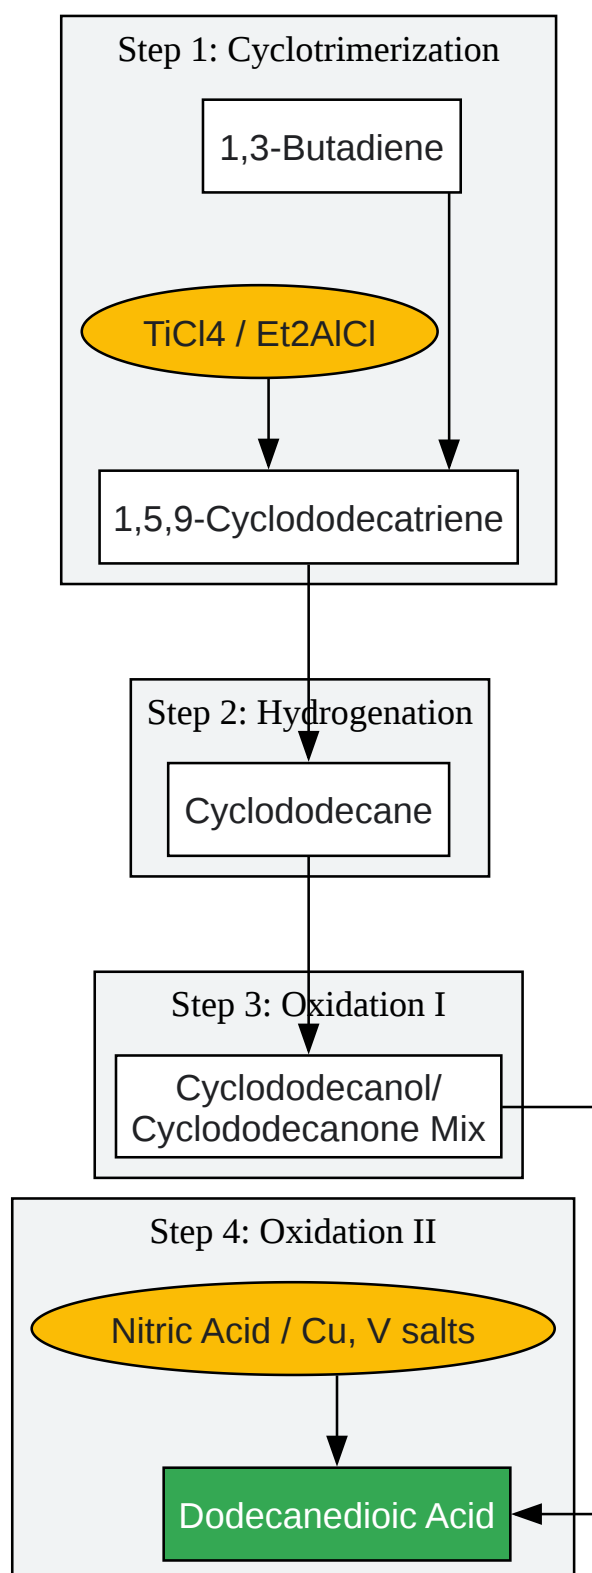 Step 1: Cyclotrimerization
1,3-Butadiene
TiCl4 / Et2AlCl
1,5,9-Cyclododecatriene
Step 2: Hydrogenation
Cyclododecane
Step 3: Oxidation I
Cyclododecanol/
Cyclododecanone Mix
Step 4: Oxidation II
Nitric Acid / Cu, V salts
Dodecanedioic Acid